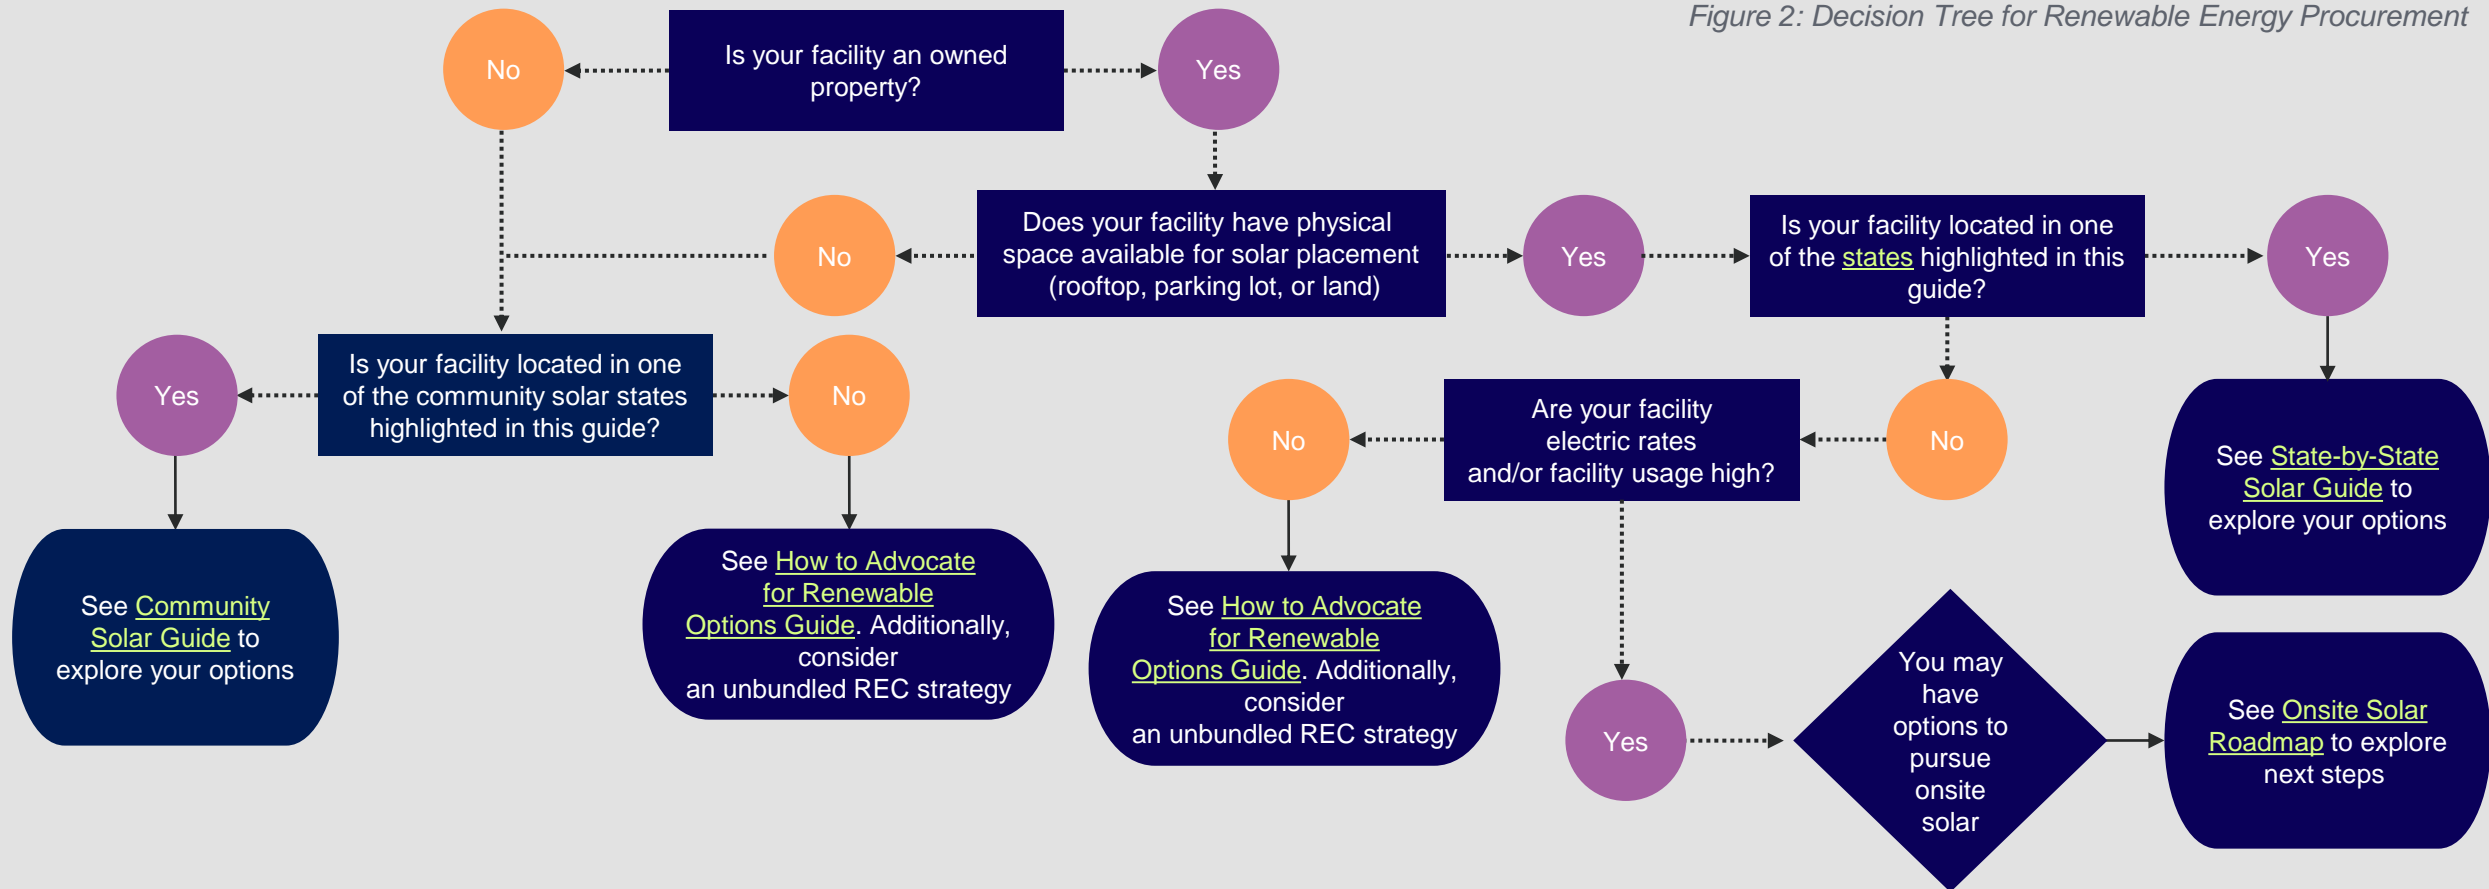 Figure 2: Decision Tree for Renewable Energy Procurement
No
Is your facility an owned
property?
Yes
No
Does your facility have physical
space available for solar placement
(rooftop, parking lot, or land)
Yes
Is your facility located in one
of the states highlighted in this
guide?
Yes
Yes
Is your facility located in one
of the community solar states
highlighted in this guide?
No
No
Are your facility
electric rates
and/or facility usage high?
No
See State-by-State
Solar Guide to
explore your options
See Community
Solar Guide to
explore your options
See How to Advocate
for Renewable
Options Guide. Additionally,
consider
an unbundled REC strategy
See How to Advocate
for Renewable
Options Guide. Additionally,
consider
an unbundled REC strategy
Yes
You may
have
options to
pursue
onsite
solar
See Onsite Solar
Roadmap to explore
next steps